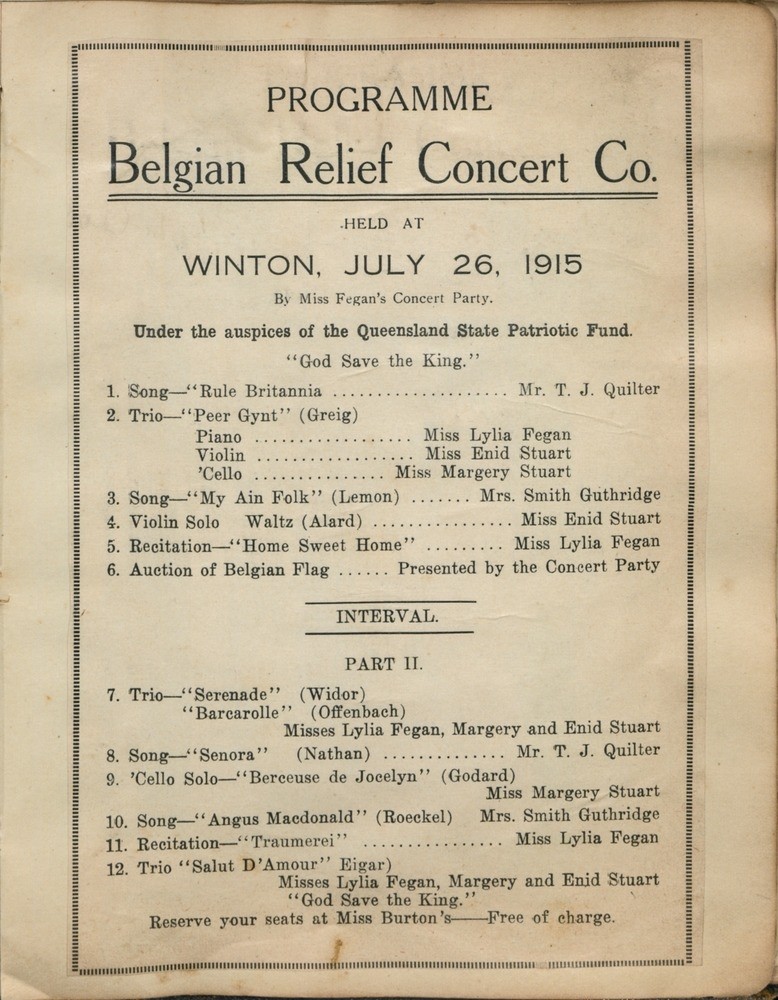 PROGRAMME
Belgian Relief Concert Co.
HELD AT
WINTON, JULY 26, 1915
By Miss Fegan's Concert Party.
Under the auspices of the Queensland State Patriotic Fund.
"God Save the King."
1. Song—"Rule Britannia .................... Mr. T. J. Quilter
2. Trio—"Peer Gynt" (Greig)
Piano .................. Miss Lylia Fegan
Violin .................. Miss Enid Stuart
'Cello ............... Miss Margery Stuart
3. Song—"My Ain Folk" (Lemon) ....... Mrs. Smith Guthridge
4. Violin Solo Waltz (Alard) ................ Miss Enid Stuart
5. Recitation—"Home Sweet Home" ......... Miss Lylia Fegan
6. Auction of Belgian Flag ...... Presented by the Concert Party
INTERVAL.
PART II.
7. Trio—"Serenade" (Widor)
"Barcarolle" (Offenbach)
Misses Lylia Fegan, Margery and Enid Stuart
8. Song—"Senora" (Nathan) .............. Mr. T. J. Quilter
9. 'Cello Solo—"Berceuse de Jocelyn" (Godard)
Miss Margery Stuart
10. Song—"Angus Macdonald" (Roeckel) Mrs. Smith Guthridge
11. Recitation—"Traumerei" ................ Miss Lylia Fegan
12. Trio "Salut D'Amour" Eigar)
Misses Lylia Fegan, Margery and Enid Stuart
"God Save the King."
Reserve your seats at Miss Burton's——Free of charge.